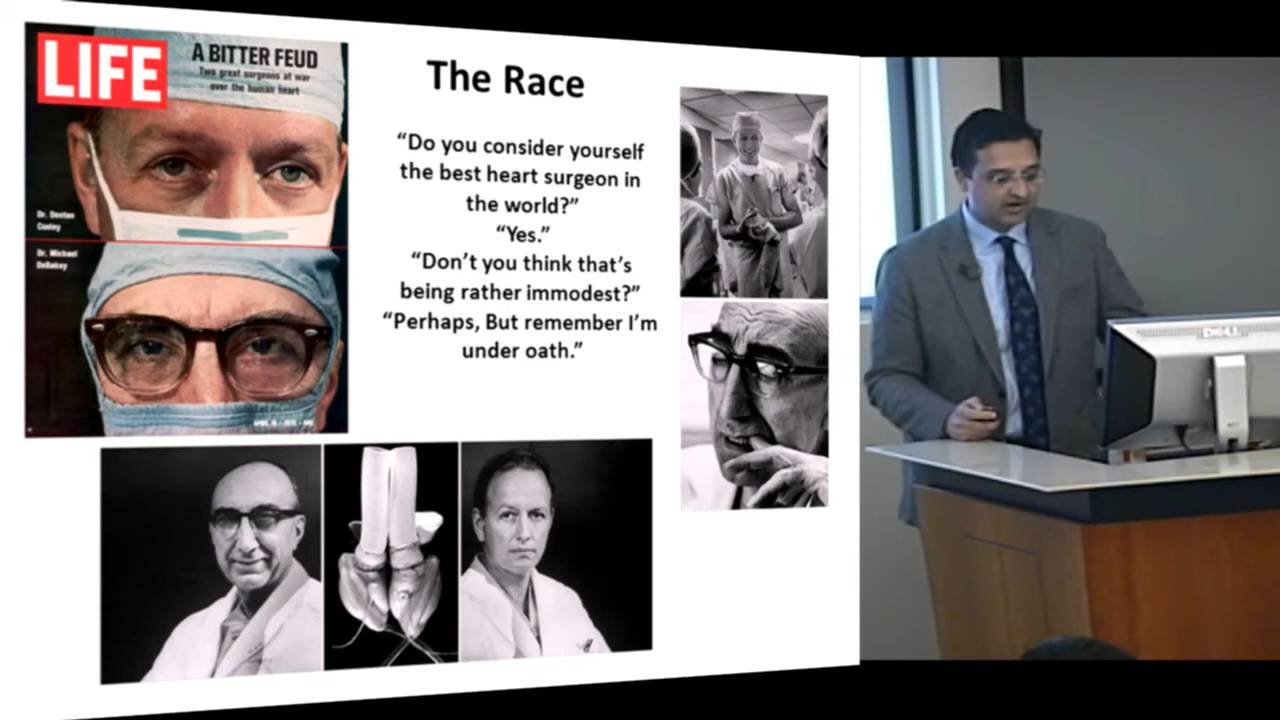 LIFE
A BITTER FEUD
Two great surgeons at war
over the human heart
Dr. Denton
Cooley
Dr. Michael
DeBakey
The Race
“Do you consider yourself
the best heart surgeon in
the world?”
“Yes.”
“Don’t you think that’s
being rather immodest?”
“Perhaps, But remember I’m
under oath.”
DELL